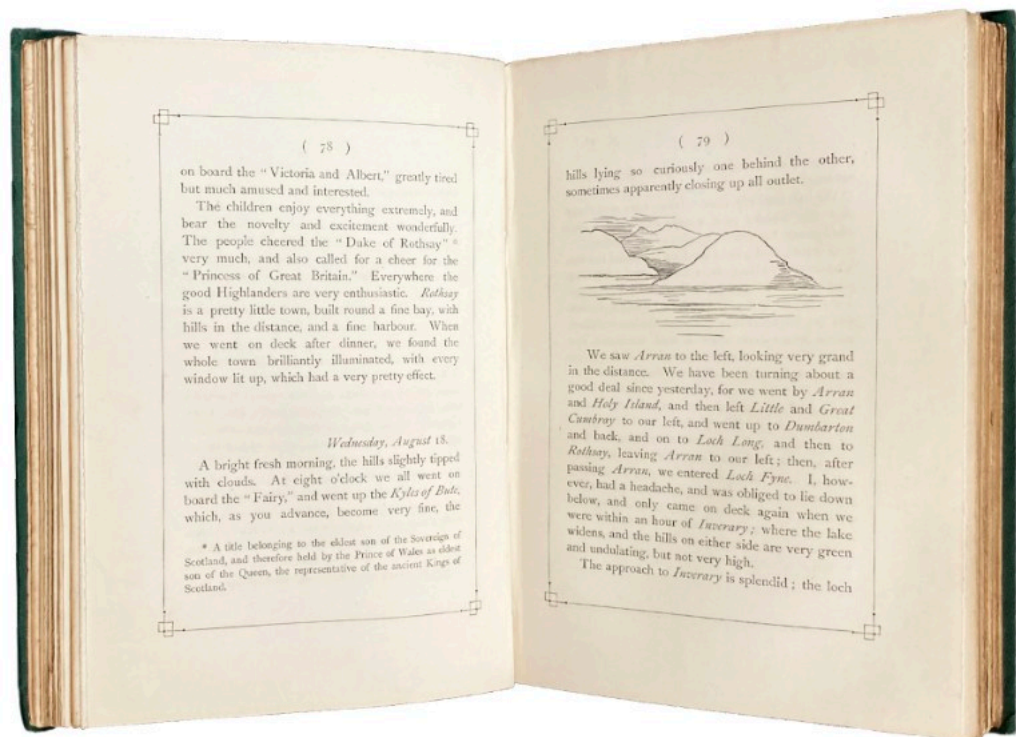 ( 78 )
on board the "Victoria and Albert," greatly tired
but much amused and interested.
The children enjoy everything extremely, and
bear the novelty and excitement wonderfully.
The people cheered the "Duke of Rothsay" *
very much, and also called for a cheer for the
"Princess of Great Britain." Everywhere the
good Highlanders are very enthusiastic. Rothsay
is a pretty little town, built round a fine bay, with
hills in the distance, and a fine harbour. When
we went on deck after dinner, we found the
whole town brilliantly illuminated, with every
window lit up, which had a very pretty effect.
Wednesday, August 18.
A bright fresh morning, the hills slightly tipped
with clouds. At eight o'clock we all went on
board the "Fairy," and went up the Kyles of Bute,
which, as you advance, become very fine, the
* A title belonging to the eldest son of the Sovereign of
Scotland, and therefore held by the Prince of Wales as eldest
son of the Queen, the representative of the ancient Kings of
Scotland.
( 79 )
hills lying so curiously one behind the other,
sometimes apparently closing up all outlet.
We saw Arran to the left, looking very grand
in the distance. We have been turning about a
good deal since yesterday, for we went by Arran
and Holy Island, and then left Little and Great
Cumbray to our left, and went up to Dumbarton
and back, and on to Loch Long, and then to
Rothsay, leaving Arran to our left; then, after
passing Arran, we entered Loch Fyne. I, how-
ever, had a headache, and was obliged to lie down
below, and only came on deck again when we
were within an hour of Inverary; where the lake
widens, and the hills on either side are very green
and undulating, but not very high.
The approach to Inverary is splendid; the loch